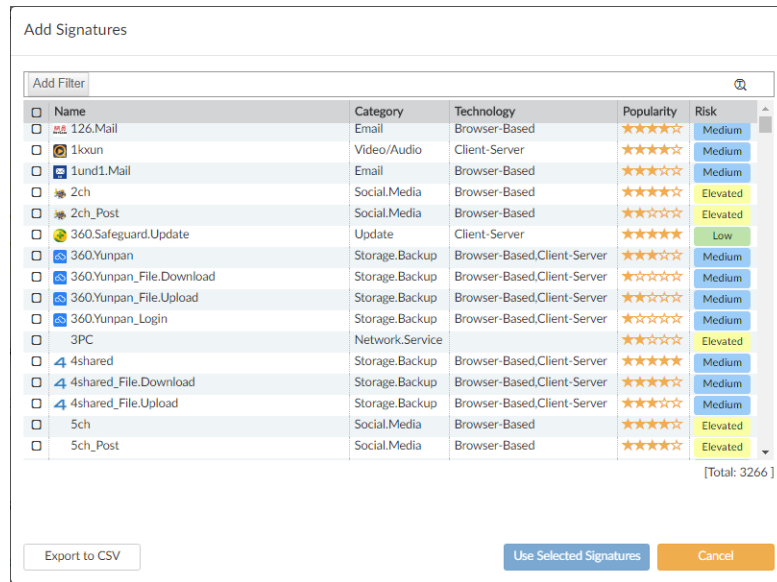 Add Signatures
Add Filter
Name Category Technology Popularity Risk
126.Mail Email Browser-Based Medium
1kxun Video/Audio Client-Server Medium
1und1.Mail Email Browser-Based Medium
2ch Social.Media Browser-Based Elevated
2ch_Post Social.Media Browser-Based Elevated
360.Safeguard.Update Update Client-Server Low
360.Yunpan Storage.Backup Browser-Based,Client-Server Medium
360.Yunpan_File.Download Storage.Backup Browser-Based,Client-Server Medium
360.Yunpan_File.Upload Storage.Backup Browser-Based,Client-Server Medium
360.Yunpan_Login Storage.Backup Browser-Based,Client-Server Medium
3PC Network.Service Elevated
4shared Storage.Backup Browser-Based,Client-Server Medium
4shared_File.Download Storage.Backup Browser-Based,Client-Server Medium
4shared_File.Upload Storage.Backup Browser-Based,Client-Server Medium
5ch Social.Media Browser-Based Elevated
5ch_Post Social.Media Browser-Based Elevated
[Total: 3266 ]
Export to CSV Use Selected Signatures Cancel